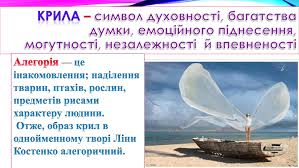 КРИЛА – символ духовності, багатства
думки, емоційного піднесення,
могутності, незалежності й впевненості
Алегорія — це
інакомовлення; наділення
тварин, птахів, рослин,
предметів рисами
характеру людини.
Отже, образ крил в
однойменному творі Ліни
Костенко алегоричний.